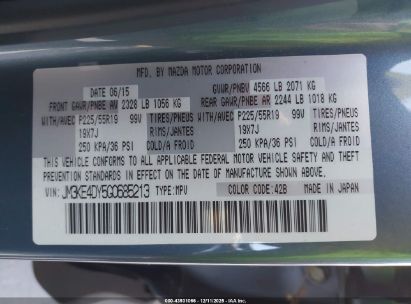 MFD. BY MAZDA MOTOR CORPORATION
DATE 06/15 GVWR/PNBV 4566 LB 2071 KG
FRONT GAWR/PNBE AV 2328 LB 1056 KG REAR GAWR/PNBE AR 2244 LB 1018 KG
WITH/AVEC P225/55R19 99V TIRES/PNEUS WITH/AVEC P225/55R19 99V TIRES/PNEUS
19X7J RIMS/JANTES 19X7J RIMS/JANTES
250 KPA/36 PSI COLD/A FROID 250 KPA/36 PSI COLD/A FROID
THIS VEHICLE CONFORMS TO ALL APPLICABLE FEDERAL MOTOR VEHICLE SAFETY, BUMPER, AND THEFT
PREVENTION STANDARDS IN EFFECT ON THE DATE OF MANUFACTURE SHOWN ABOVE.
VIN: JM3KE4DY5G0685213 TYPE:MPV COLOR CODE:42B MADE IN JAPAN